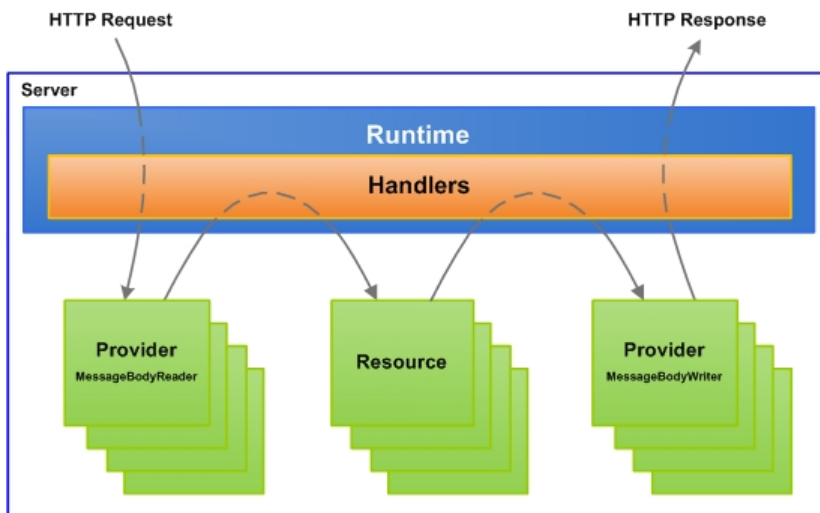 HTTP Request
HTTP Response
Server
Runtime
Handlers
Provider
MessageBodyReader
Resource
Provider
MessageBodyWriter